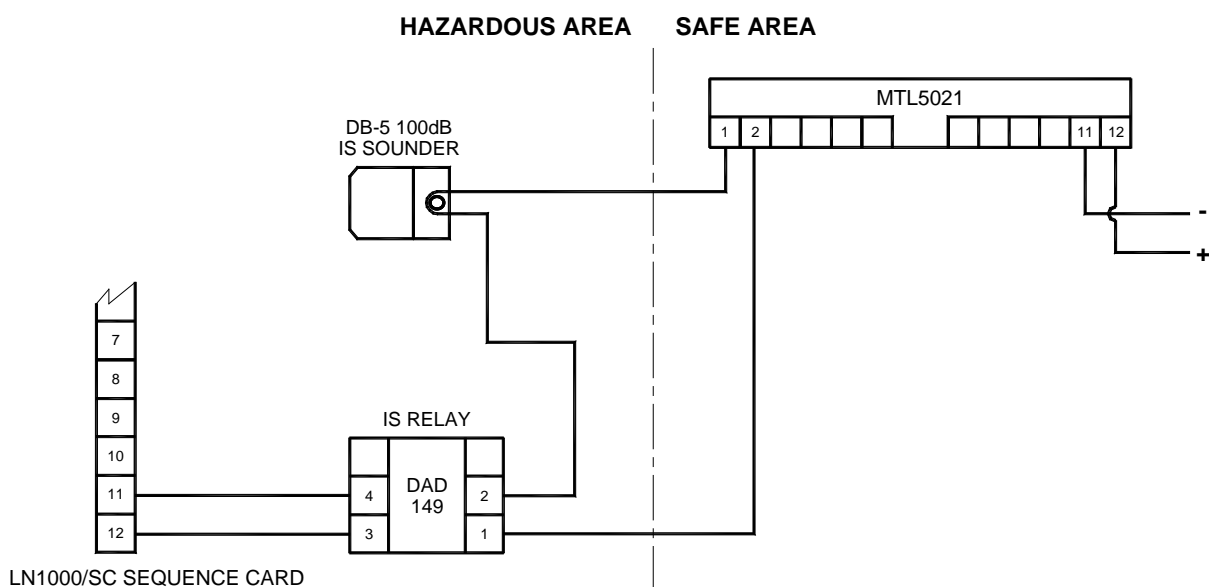 HAZARDOUS AREA SAFE AREA
MTL5021
1 2 11 12
DB-5 100dB
IS SOUNDER
-
+
7
8
9
10
11
12
IS RELAY
DAD
149
4 2
3 1
LN1000/SC SEQUENCE CARD